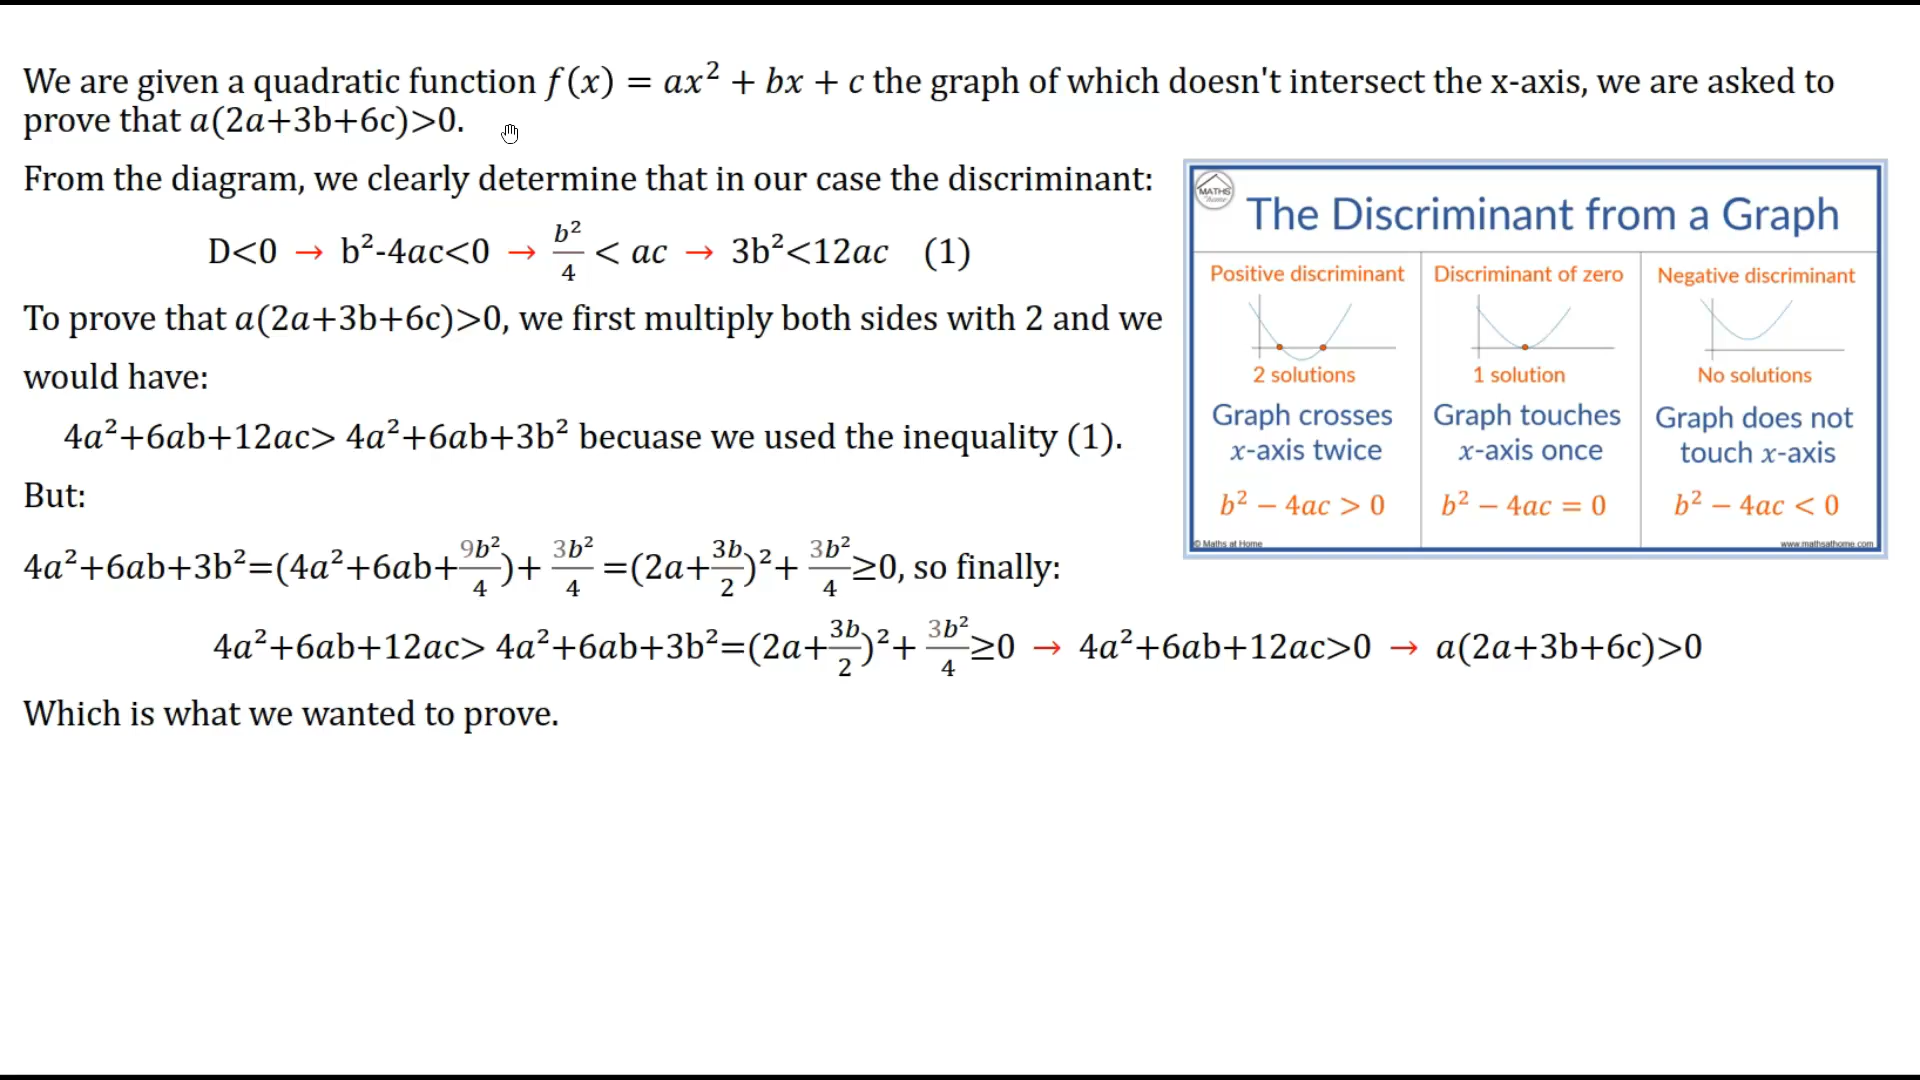 We are given a quadratic function f(x) = ax² + bx + c the graph of which doesn't intersect the x-axis, we are asked to
prove that a(2a+3b+6c)>0.
From the diagram, we clearly determine that in our case the discriminant:
D<0 → b²-4ac<0 → b²/4 < ac → 3b²<12ac (1)
To prove that a(2a+3b+6c)>0, we first multiply both sides with 2 and we
would have:
4a²+6ab+12ac> 4a²+6ab+3b² becuase we used the inequality (1).
But:
4a²+6ab+3b²=(4a²+6ab+9b²/4)+ 3b²/4 =(2a+3b/2)²+ 3b²/4≥0, so finally:
4a²+6ab+12ac> 4a²+6ab+3b²=(2a+3b/2)²+ 3b²/4≥0 → 4a²+6ab+12ac>0 → a(2a+3b+6c)>0
Which is what we wanted to prove.
MATHS
@home
The Discriminant from a Graph
Positive discriminant
2 solutions
Graph crosses
x-axis twice
b² − 4ac > 0
Discriminant of zero
1 solution
Graph touches
x-axis once
b² − 4ac = 0
Negative discriminant
No solutions
Graph does not
touch x-axis
b² − 4ac < 0
© Maths at Home
www.mathsathome.com